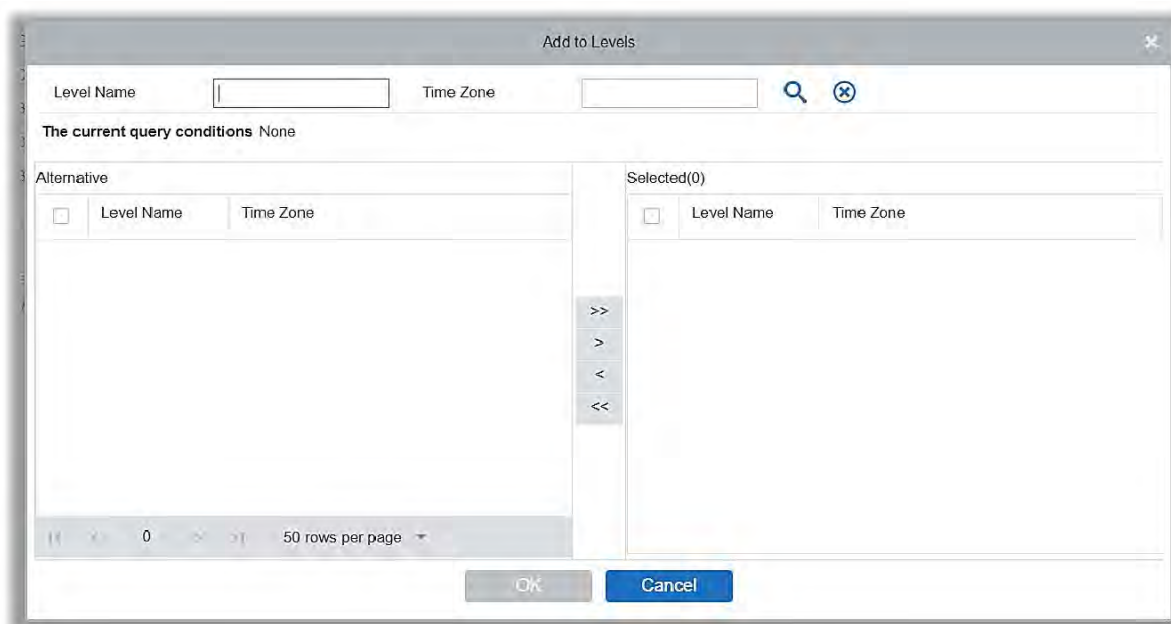 Add to Levels
Level Name Time Zone
The current query conditions None
Alternative
Level Name Time Zone
0 50 rows per page
>>
>
<
<<
Selected(0)
Level Name Time Zone
OK Cancel